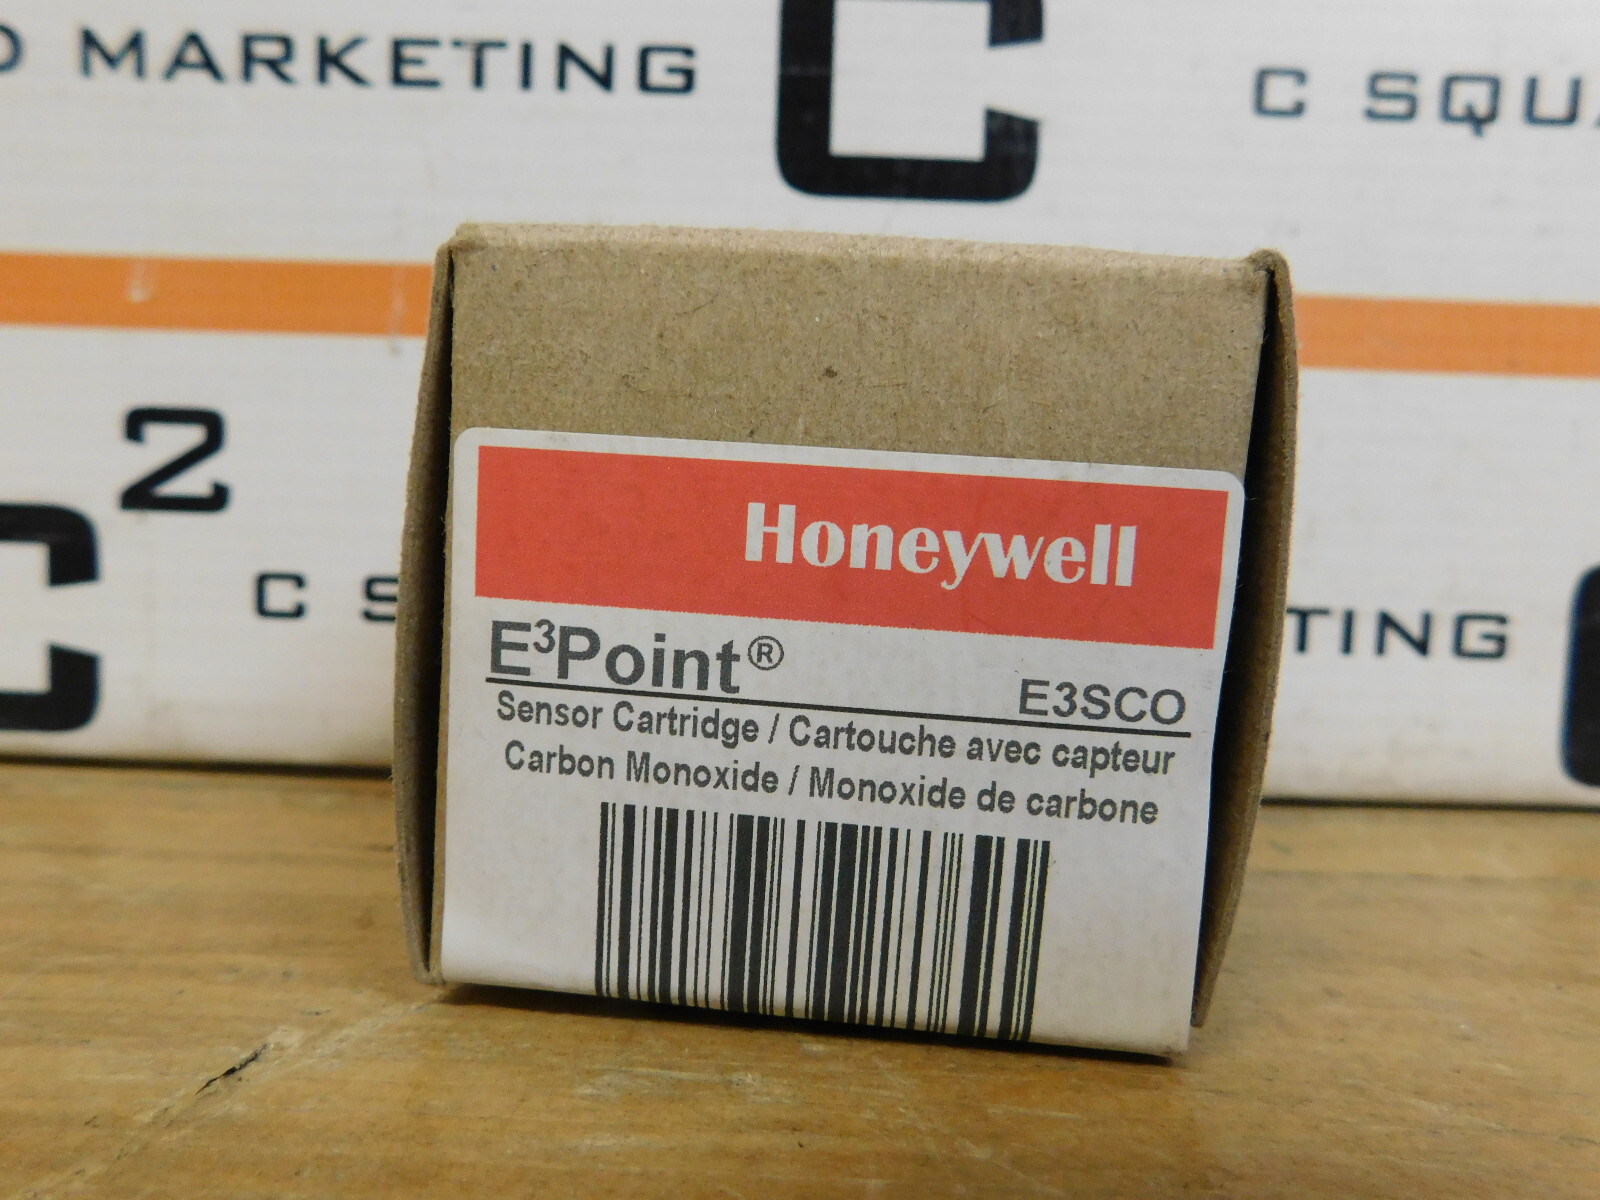 MARKETING
C
C SQU
2
C
C S
TING
Honeywell
E³Point®
E3SCO
Sensor Cartridge / Cartouche avec capteur
Carbon Monoxide / Monoxide de carbone